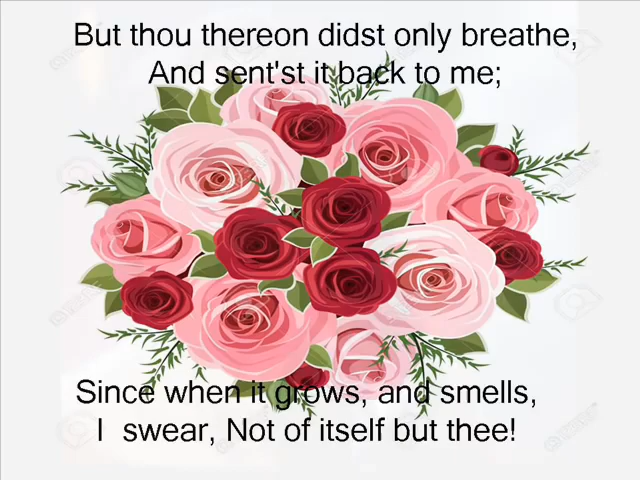 But thou thereon didst only breathe,
And sent'st it back to me;
Since when it grows, and smells,
I swear, Not of itself but thee!